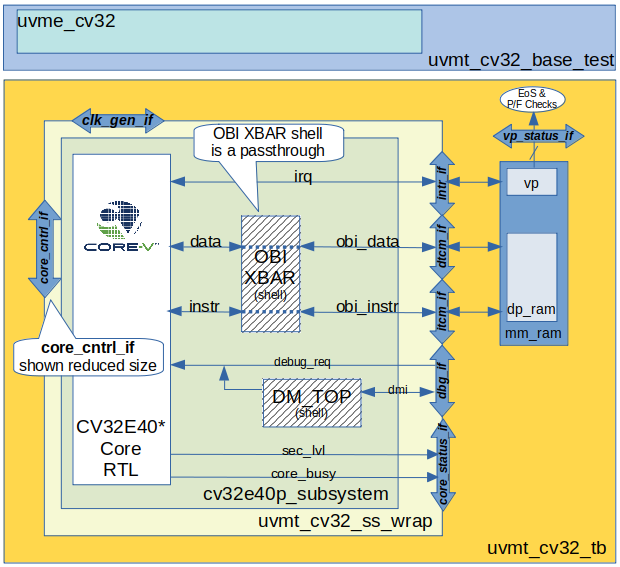 uvme_cv32
uvmt_cv32_base_test
EoS &
P/F Checks
clk_gen_if
OBI XBAR shell
is a passthrough
vp_status_if
irq
intr_if
vp
CORE-V
core_cntrl_if
data
OBI
XBAR
(shell)
obi_data
dtcm_if
instr
obi_instr
itcm_if
dp_ram
mm_ram
core_cntrl_if
shown reduced size
debug_req
DM_TOP
(shell)
dmi
dbg_if
CV32E40*
Core
RTL
sec_lvl
core_busy
core_status_if
cv32e40p_subsystem
uvmt_cv32_ss_wrap
uvmt_cv32_tb